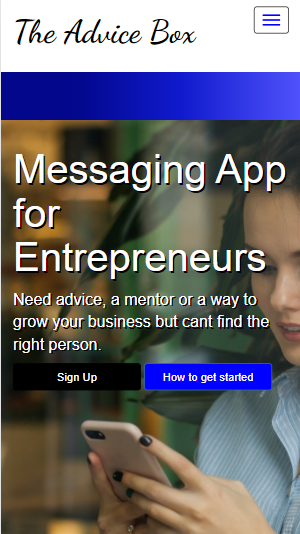 The Advice Box
Messaging App
for
Entrepreneurs
Need advice, a mentor or a way to
grow your business but cant find the
right person.
Sign Up
How to get started